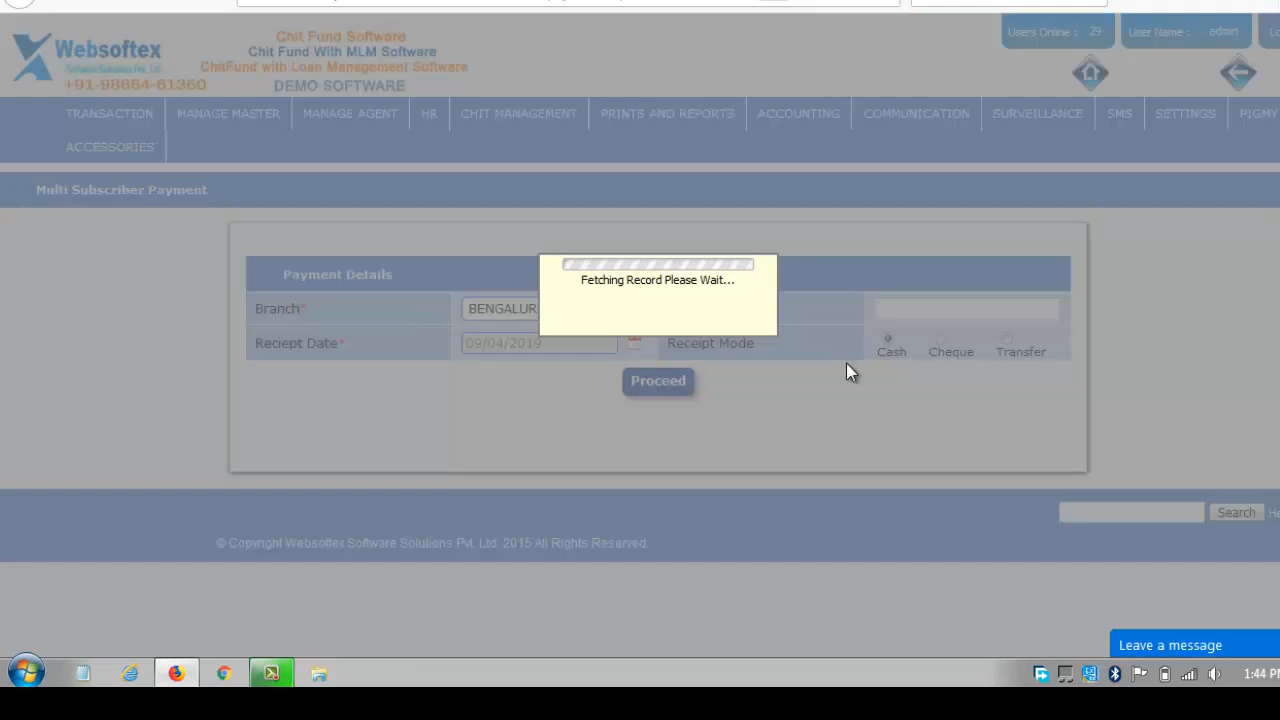 Websoftex
+91-98864-61360
Chit Fund Software
Chit Fund With MLM Software
ChitFund with Loan Management Software
DEMO SOFTWARE
Users Online : 29
User Name : admin
TRANSACTION MANAGE MASTER MANAGE AGENT HR CHIT MANAGEMENT PRINTS AND REPORTS ACCOUNTING COMMUNICATION SURVEILLANCE SMS SETTINGS PIGMY
ACCESSORIES
Multi Subscriber Payment
Payment Details
Fetching Record Please Wait...
Branch* BENGALUR
Reciept Date* 09/04/2019 Receipt Mode Cash Cheque Transfer
Proceed
Search
© Copyright Websoftex Software Solutions Pvt. Ltd. 2015 All Rights Reserved.
Leave a message
1:44 P